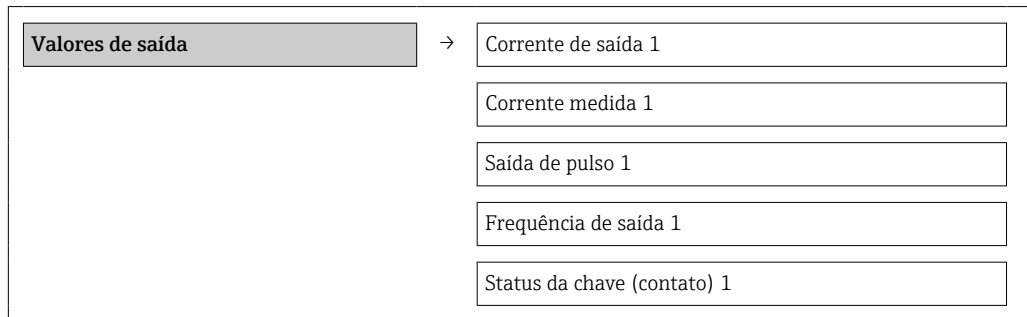 Valores de saída → Corrente de saída 1
Corrente medida 1
Saída de pulso 1
Frequência de saída 1
Status da chave (contato) 1